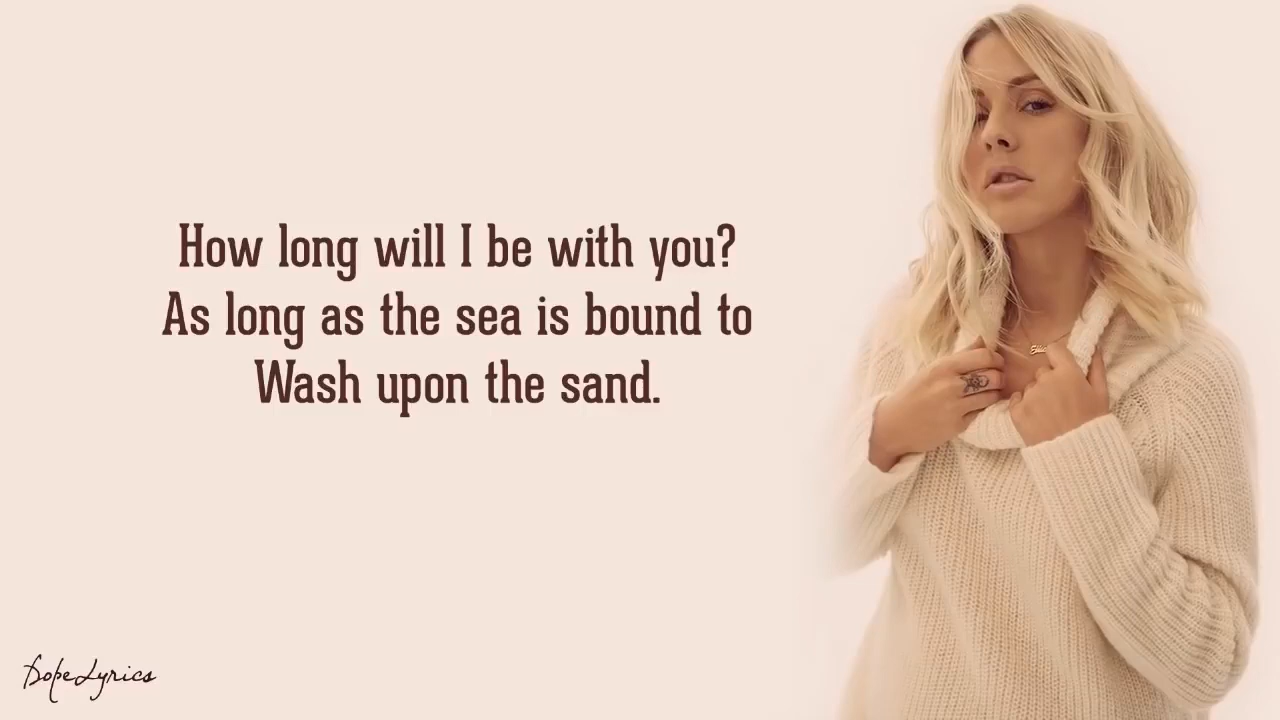 How long will I be with you?
As long as the sea is bound to
Wash upon the sand.
Ellie
DopeLyrics